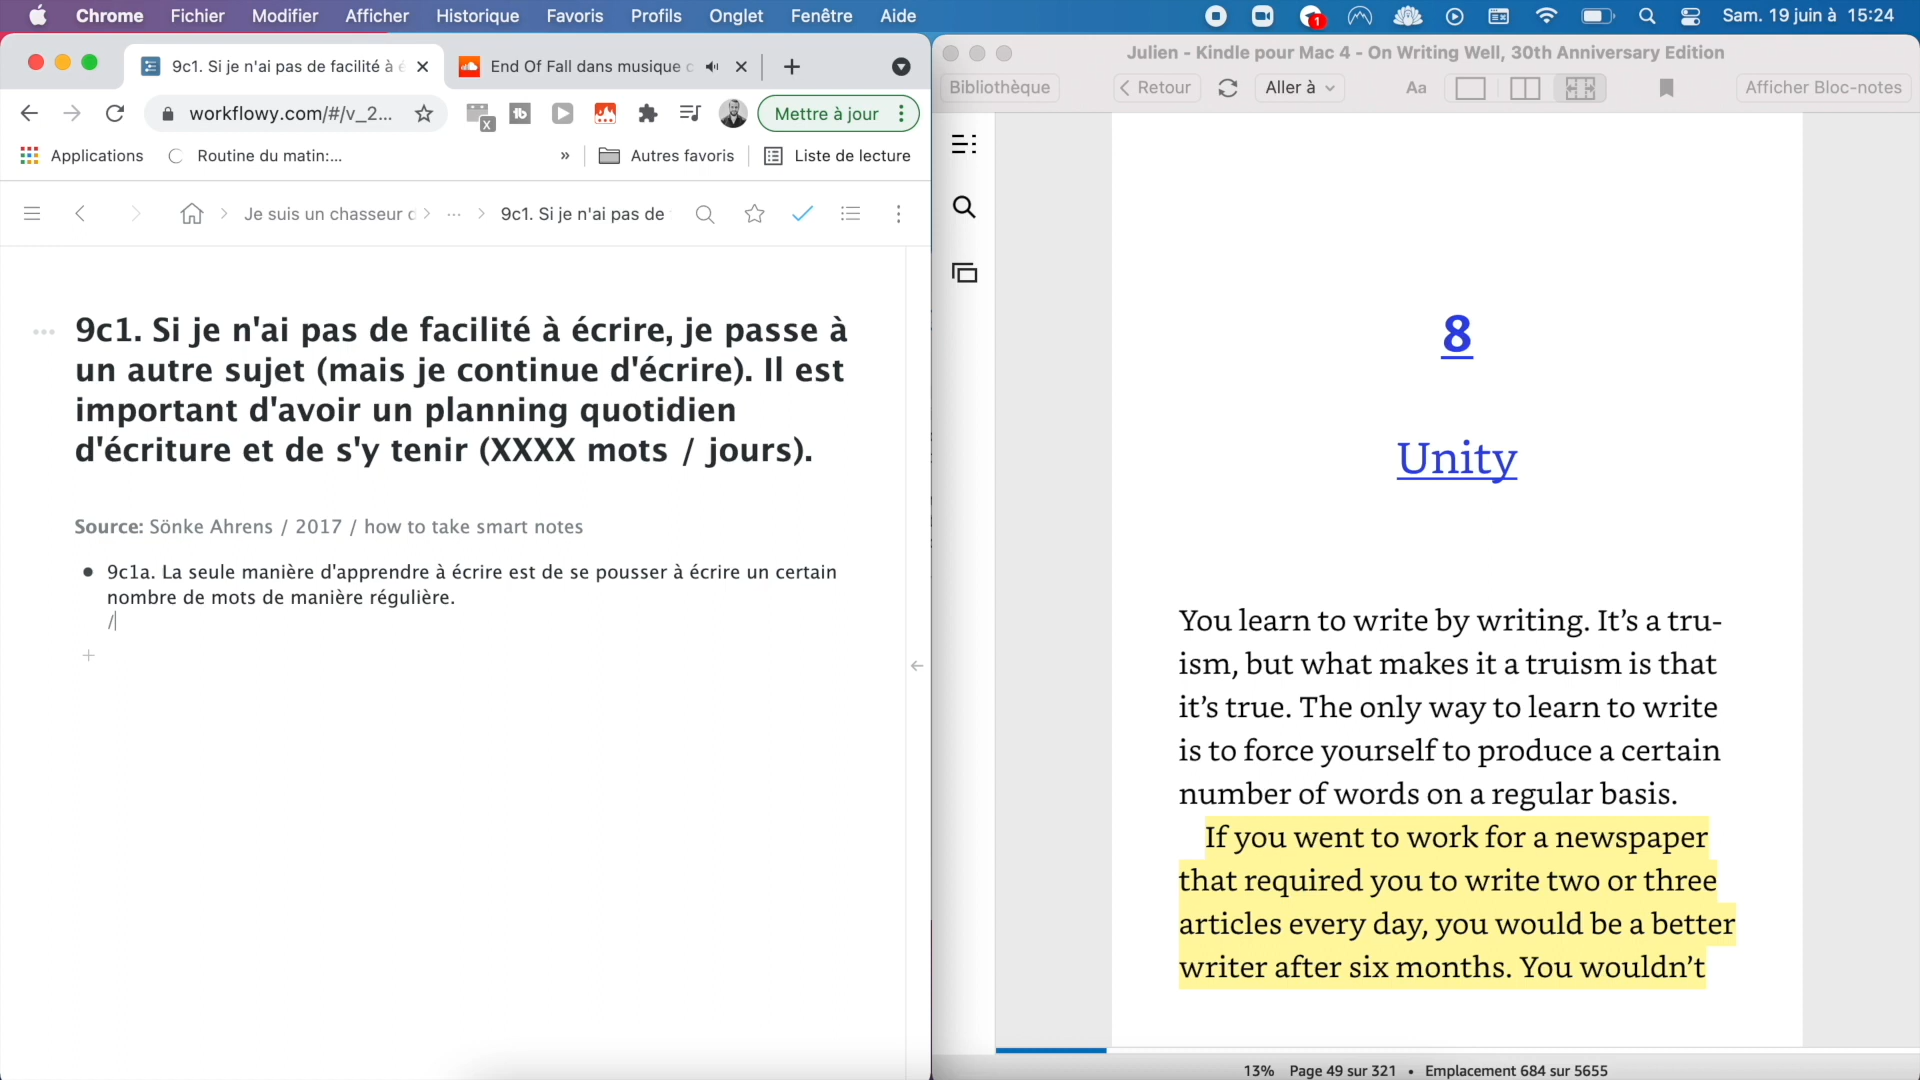 Chrome Fichier Modifier Afficher Historique Favoris Profils Onglet Fenêtre Aide
1
Sam. 19 juin à 15:24
9c1. Si je n'ai pas de facilité à
End Of Fall dans musique
workflowy.com/#/v_2...
x
tb
Mettre à jour
Applications
Routine du matin:...
»
Autres favoris
Liste de lecture
Je suis un chasseur
...
9c1. Si je n'ai pas de
9c1. Si je n'ai pas de facilité à écrire, je passe à
un autre sujet (mais je continue d'écrire). Il est
important d'avoir un planning quotidien
d'écriture et de s'y tenir (XXXX mots / jours).
Source: Sönke Ahrens / 2017 / how to take smart notes
9c1a. La seule manière d'apprendre à écrire est de se pousser à écrire un certain
nombre de mots de manière régulière.
/
Julien - Kindle pour Mac 4 - On Writing Well, 30th Anniversary Edition
Bibliothèque
Retour
Aller à
Aa
Afficher Bloc-notes
8
Unity
You learn to write by writing. It's a tru-
ism, but what makes it a truism is that
it's true. The only way to learn to write
is to force yourself to produce a certain
number of words on a regular basis.
If you went to work for a newspaper
that required you to write two or three
articles every day, you would be a better
writer after six months. You wouldn't
13% Page 49 sur 321 • Emplacement 684 sur 5655